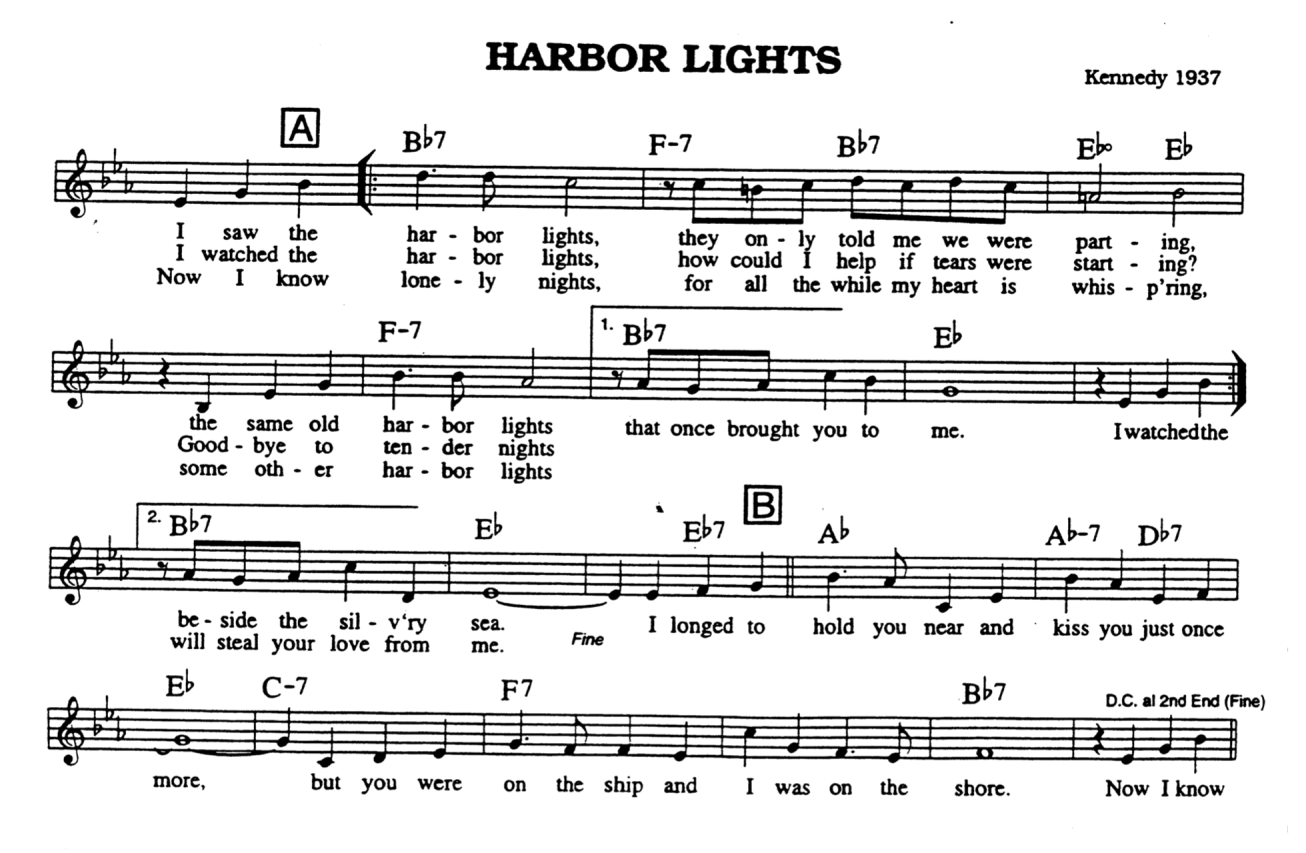 HARBOR LIGHTS
Kennedy 1937
A
B♭7 F-7 B♭7 E♭° E♭
I saw the har - bor lights, they on - ly told me we were part - ing,
I watched the har - bor lights, how could I help if tears were start - ing?
Now I know lone - ly nights, for all the while my heart is whis - p'ring,
F-7 1. B♭7 E♭
the same old har - bor lights that once brought you to me. I watched the
Good - bye to ten - der nights
some oth - er har - bor lights
B
2. B♭7 E♭ E♭7 A♭ A♭-7 D♭7
be - side the sil - v'ry sea. I longed to hold you near and kiss you just once
will steal your love from me. Fine
E♭ C-7 F7 B♭7 D.C. al 2nd End (Fine)
more, but you were on the ship and I was on the shore. Now I know